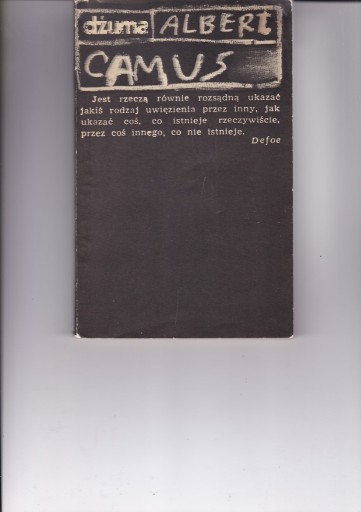 dżuma ALBERT
CAMUS
Jest rzeczą równie rozsądną ukazać
jakiś rodzaj uwięzienia przez inny, jak
ukazać coś, co istnieje rzeczywiście,
przez coś innego, co nie istnieje.
Defoe